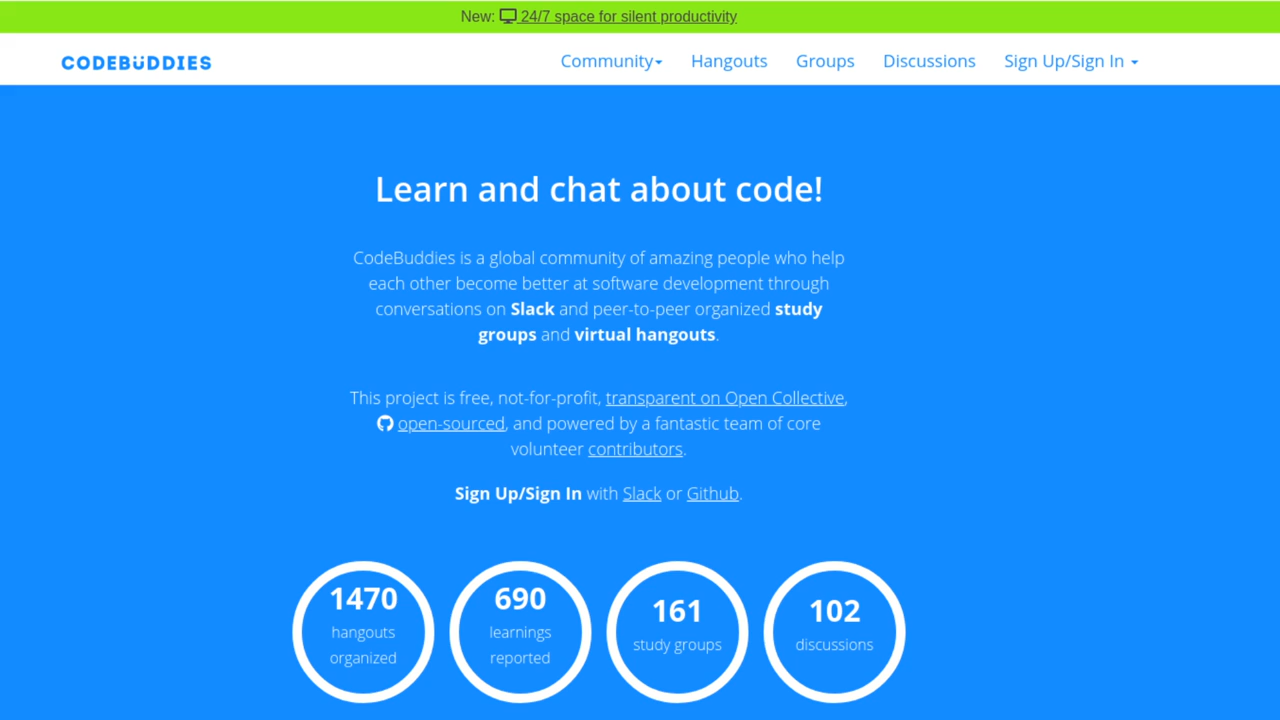 New: 24/7 space for silent productivity
CODEBUDDIES Community Hangouts Groups Discussions Sign Up/Sign In
Learn and chat about code!
CodeBuddies is a global community of amazing people who help
each other become better at software development through
conversations on Slack and peer-to-peer organized study
groups and virtual hangouts.
This project is free, not-for-profit, transparent on Open Collective,
open-sourced, and powered by a fantastic team of core
volunteer contributors.
Sign Up/Sign In with Slack or Github.
1470
hangouts
organized
690
learnings
reported
161
study groups
102
discussions